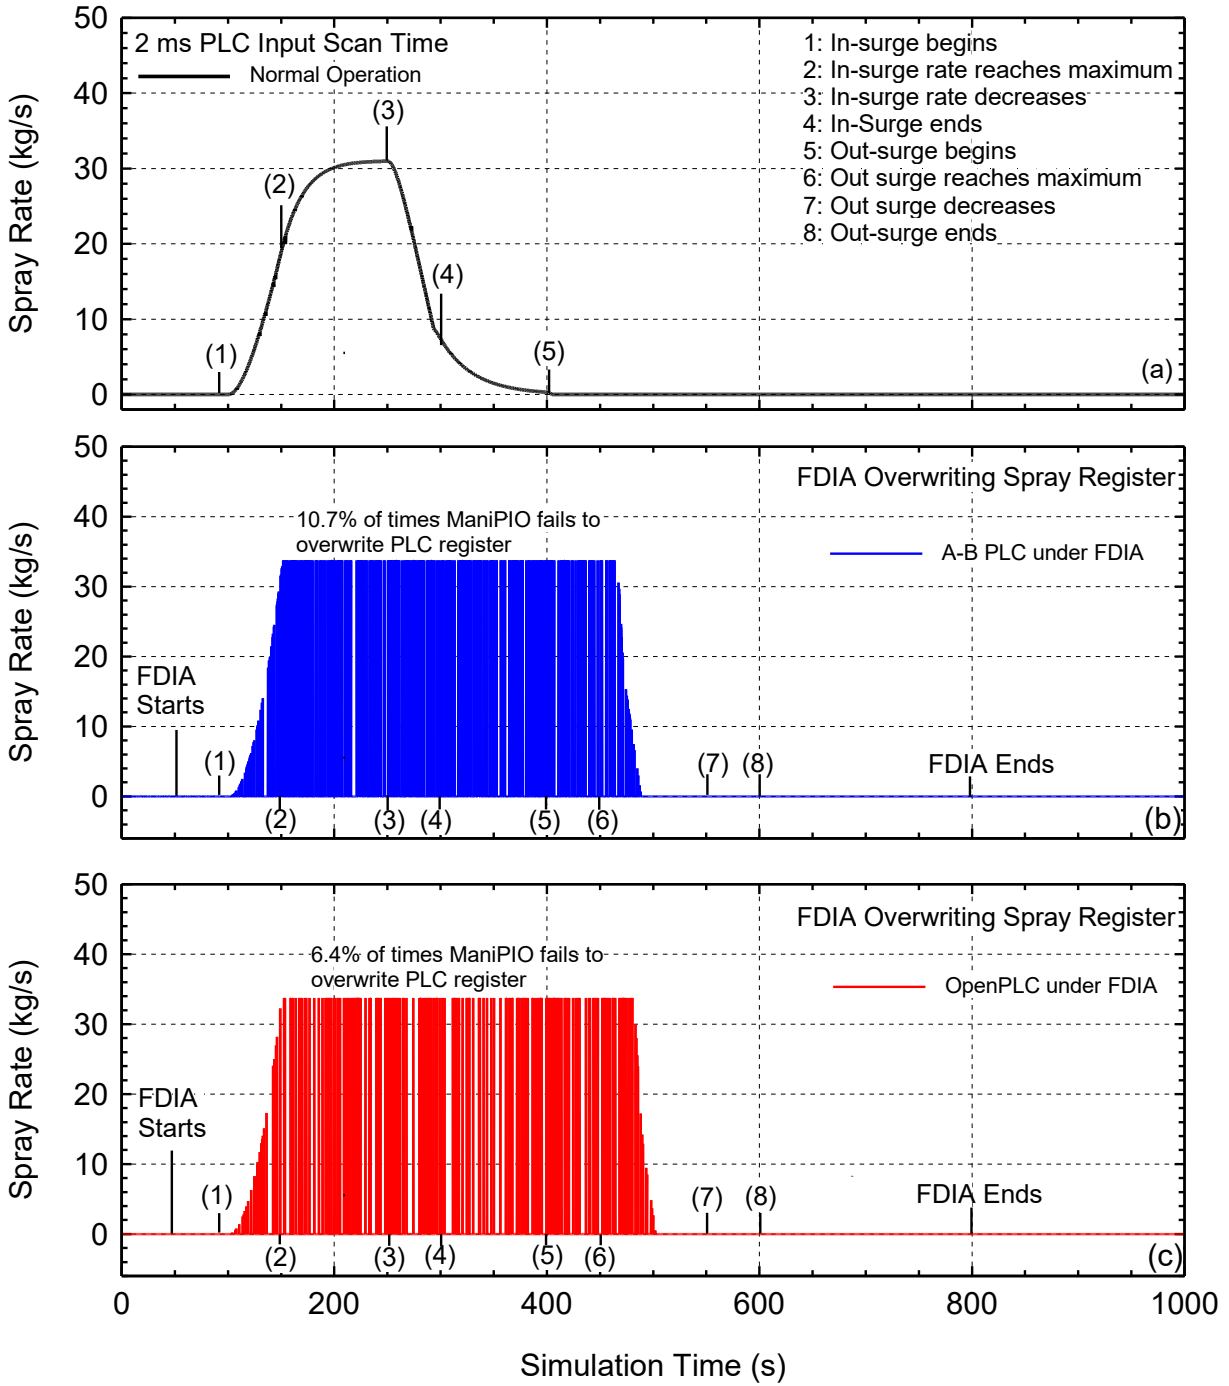 50
40
30
20
10
0
Spray Rate (kg/s)
2 ms PLC Input Scan Time
Normal Operation
1: In-surge begins
2: In-surge rate reaches maximum
3: In-surge rate decreases
4: In-Surge ends
5: Out-surge begins
6: Out surge reaches maximum
7: Out surge decreases
8: Out-surge ends
(1)
(2)
(3)
(4)
(5)
(a)
50
40
30
20
10
0
Spray Rate (kg/s)
FDIA Overwriting Spray Register
10.7% of times ManiPIO fails to
overwrite PLC register
A-B PLC under FDIA
FDIA
Starts
(1)
(2)
(3)
(4)
(5)
(6)
(7)
(8)
FDIA Ends
(b)
50
40
30
20
10
0
Spray Rate (kg/s)
FDIA Overwriting Spray Register
6.4% of times ManiPIO fails to
overwrite PLC register
OpenPLC under FDIA
FDIA
Starts
(1)
(2)
(3)
(4)
(5)
(6)
(7)
(8)
FDIA Ends
(c)
0
200
400
600
800
1000
Simulation Time (s)